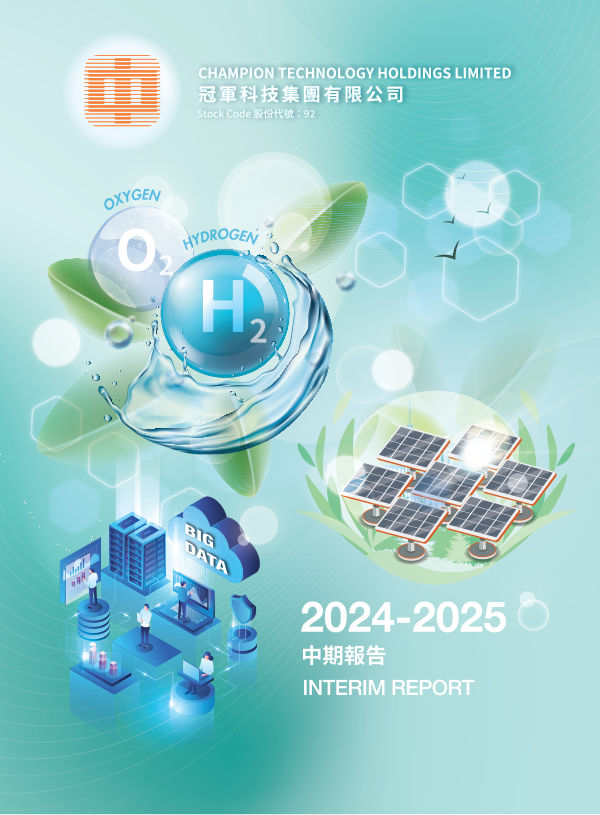 CHAMPION TECHNOLOGY HOLDINGS LIMITED
冠軍科技集團有限公司
Stock Code 股份代號：92
OXYGEN
O2
HYDROGEN
H2
BIG
DATA
2024-2025
中期報告
INTERIM REPORT